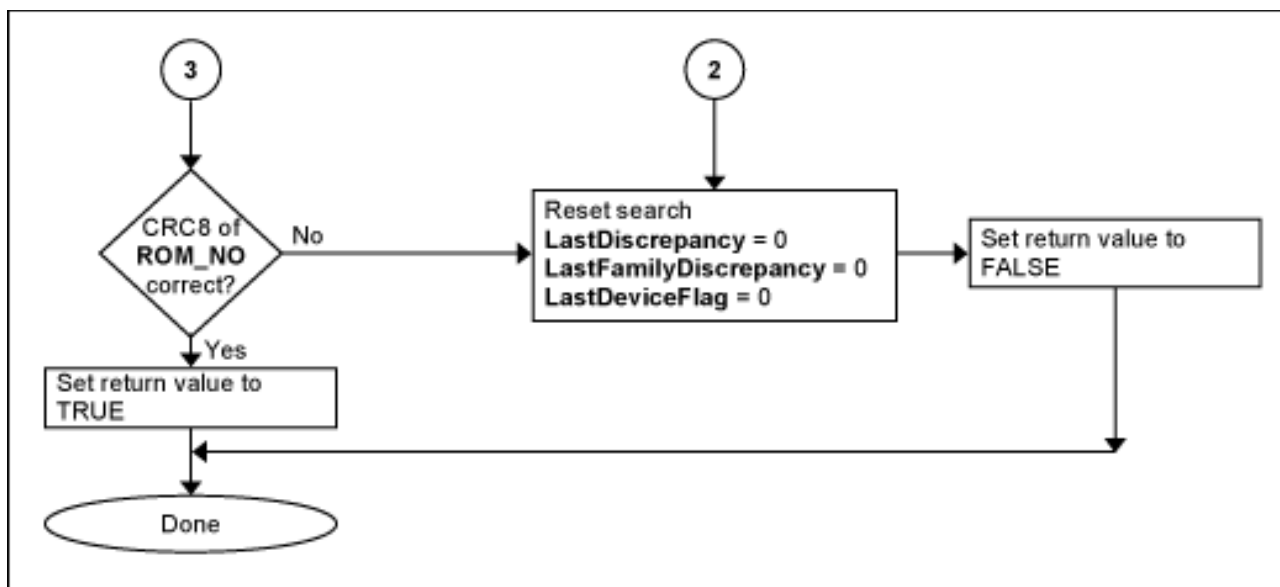 3
2
CRC8 of
ROM_NO
correct?
No
Yes
Reset search
LastDiscrepancy = 0
LastFamilyDiscrepancy = 0
LastDeviceFlag = 0
Set return value to
FALSE
Set return value to
TRUE
Done